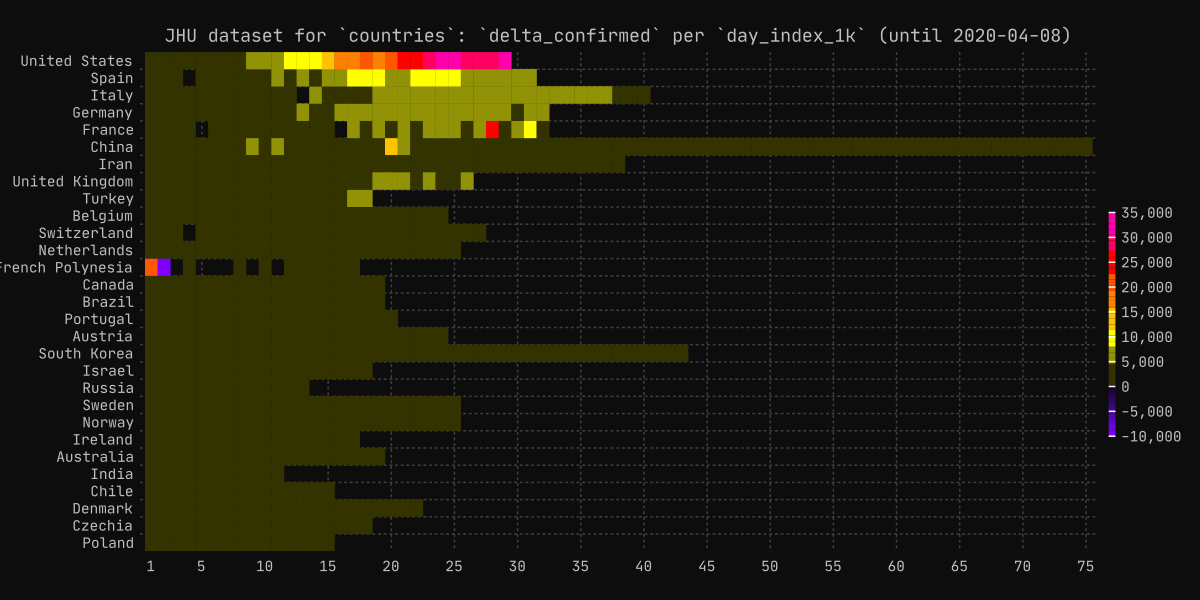 JHU dataset for `countries`: `delta_confirmed` per `day_index_1k` (until 2020-04-08)
United States
Spain
Italy
Germany
France
China
Iran
United Kingdom
Turkey
Belgium
Switzerland
Netherlands
French Polynesia
Canada
Brazil
Portugal
Austria
South Korea
Israel
Russia
Sweden
Norway
Ireland
Australia
India
Chile
Denmark
Czechia
Poland
1 5 10 15 20 25 30 35 40 45 50 55 60 65 70 75
35,000
30,000
25,000
20,000
15,000
10,000
5,000
0
−5,000
−10,000